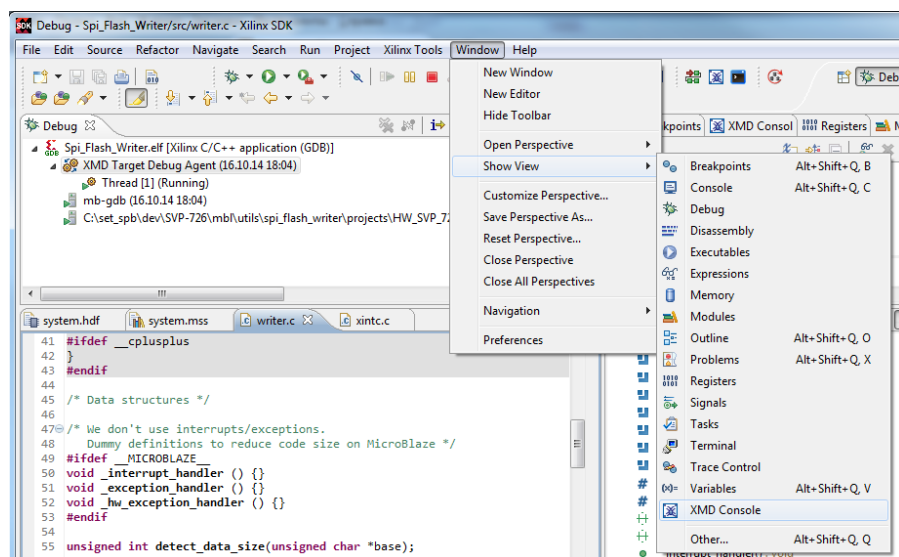 Debug - Spi_Flash_Writer/src/writer.c - Xilinx SDK
File Edit Source Refactor Navigate Search Run Project Xilinx Tools Window Help
Debug
Spi_Flash_Writer.elf [Xilinx C/C++ application (GDB)]
XMD Target Debug Agent (16.10.14 18:04)
Thread [1] (Running)
mb-gdb (16.10.14 18:04)
C:\set_spb\dev\SVP-726\mbl\utils\spi_flash_writer\projects\HW_SVP_72
New Window
New Editor
Hide Toolbar
Open Perspective
Show View
Customize Perspective...
Save Perspective As...
Reset Perspective...
Close Perspective
Close All Perspectives
Navigation
Preferences
Deb
kpoints XMD Consol Registers M
Breakpoints Alt+Shift+Q, B
Console Alt+Shift+Q, C
Debug
Disassembly
Executables
Expressions
Memory
Modules
Outline Alt+Shift+Q, O
Problems Alt+Shift+Q, X
Registers
Signals
Tasks
Terminal
Trace Control
Variables Alt+Shift+Q, V
XMD Console
Other... Alt+Shift+Q, Q
system.hdf system.mss writer.c xintc.c
41 #ifdef __cplusplus
42 }
43 #endif
44
45 /* Data structures */
46
47 /* We don't use interrupts/exceptions.
48 Dummy definitions to reduce code size on MicroBlaze */
49 #ifdef __MICROBLAZE__
50 void _interrupt_handler () {}
51 void _exception_handler () {}
52 void _hw_exception_handler () {}
53 #endif
54
55 unsigned int detect_data_size(unsigned char *base);